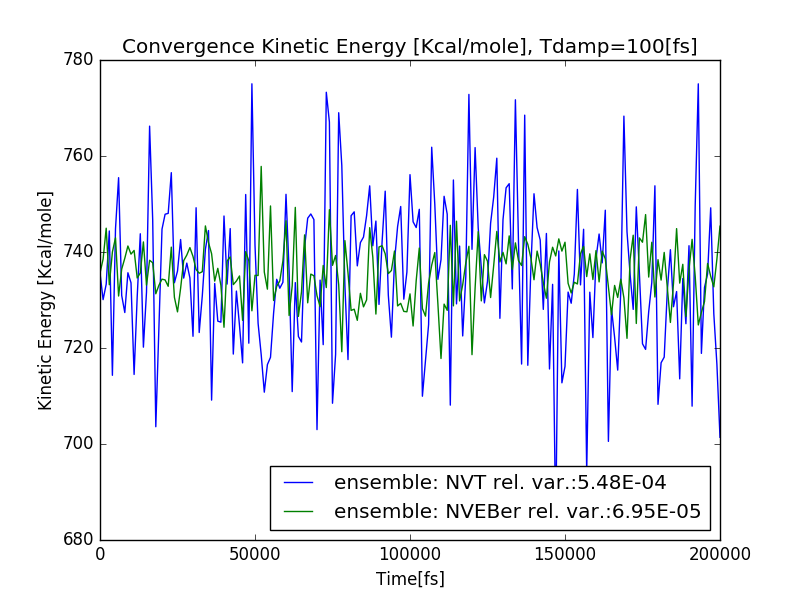 Convergence Kinetic Energy [Kcal/mole], Tdamp=100[fs]
780
760
740
720
700
680
Kinetic Energy [Kcal/mole]
ensemble: NVT rel. var.:5.48E-04
ensemble: NVEBer rel. var.:6.95E-05
0 50000 100000 150000 200000
Time[fs]